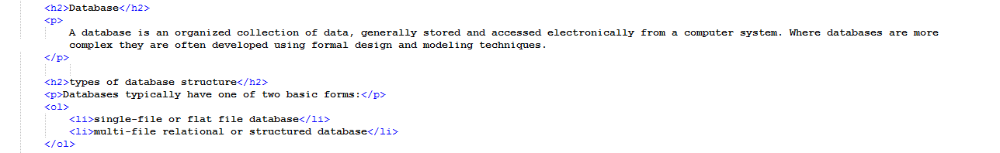 <h2>Database</h2>
<p>
A database is an organized collection of data, generally stored and accessed electronically from a computer system. Where databases are more
complex they are often developed using formal design and modeling techniques.
</p>
<h2>types of database structure</h2>
<p>Databases typically have one of two basic forms:</p>
<ol>
<li>single-file or flat file database</li>
<li>multi-file relational or structured database</li>
</ol>